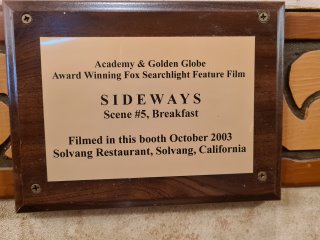 Academy & Golden Globe
Award Winning Fox Searchlight Feature Film
SIDEWAYS
Scene #5, Breakfast
Filmed in this booth October 2003
Solvang Restaurant, Solvang, California